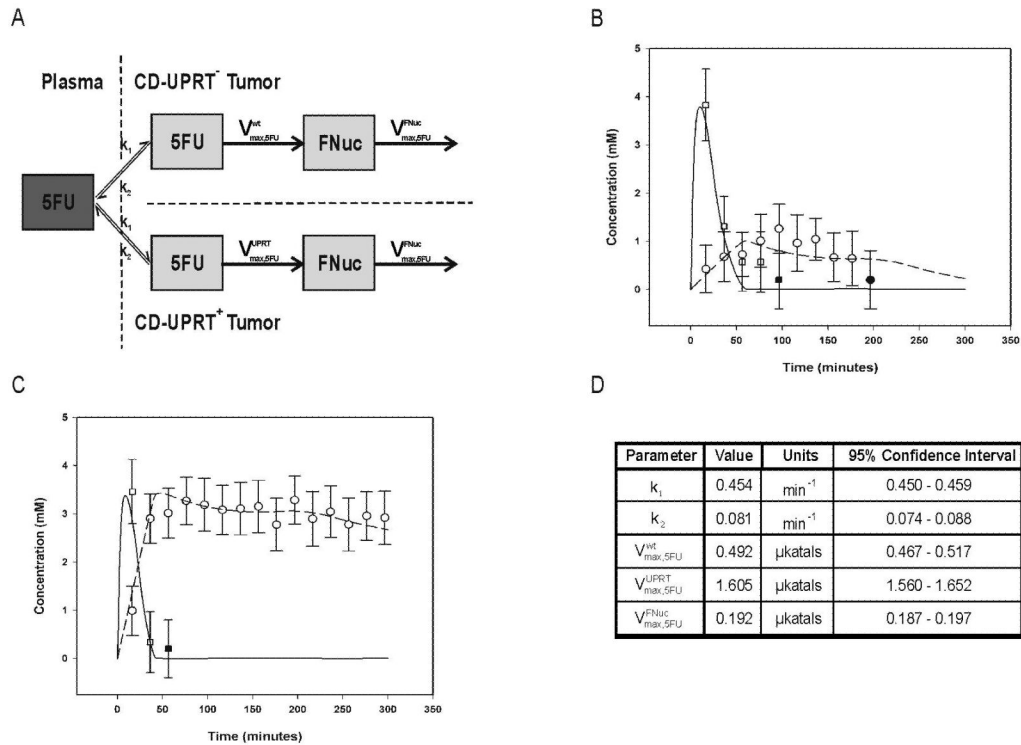 A
Plasma
CD-UPRT⁻ Tumor
5FU
k₁
k₂
k₁
k₂
5FU
V^wt_max,5FU
FNuc
V^FNuc_max,5FU
5FU
V^UPRT_max,5FU
FNuc
V^FNuc_max,5FU
CD-UPRT⁺ Tumor
B
Concentration (mM)
5
4
3
2
1
0
0 50 100 150 200 250 300 350
Time (minutes)
C
Concentration (mM)
5
4
3
2
1
0
0 50 100 150 200 250 300 350
Time (minutes)
D
Parameter Value Units 95% Confidence Interval
k₁ 0.454 min⁻¹ 0.450 - 0.459
k₂ 0.081 min⁻¹ 0.074 - 0.088
V^wt_max,5FU 0.492 µkatals 0.467 - 0.517
V^UPRT_max,5FU 1.605 µkatals 1.560 - 1.652
V^FNuc_max,5FU 0.192 µkatals 0.187 - 0.197